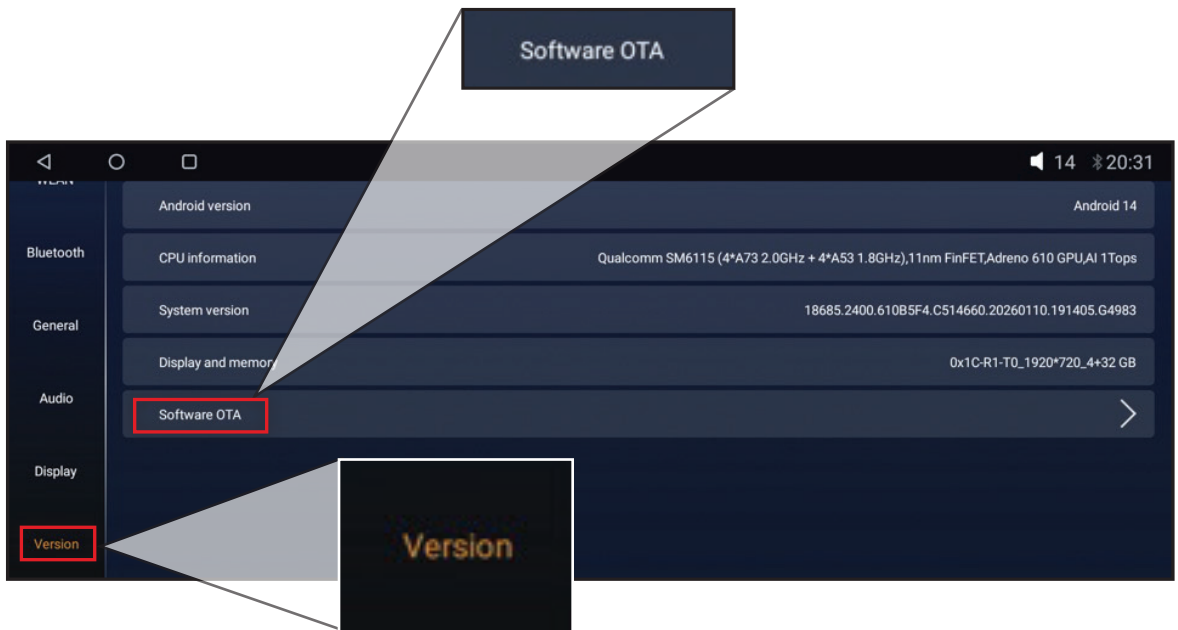 Software OTA
14 20:31
WLAN
Android version Android 14
Bluetooth
CPU information Qualcomm SM6115 (4*A73 2.0GHz + 4*A53 1.8GHz),11nm FinFET,Adreno 610 GPU,AI 1Tops
General
System version 18685.2400.610B5F4.C514660.20260110.191405.G4983
Display and memory 0x1C-R1-T0_1920*720_4+32 GB
Audio
Software OTA
Display
Version
Version